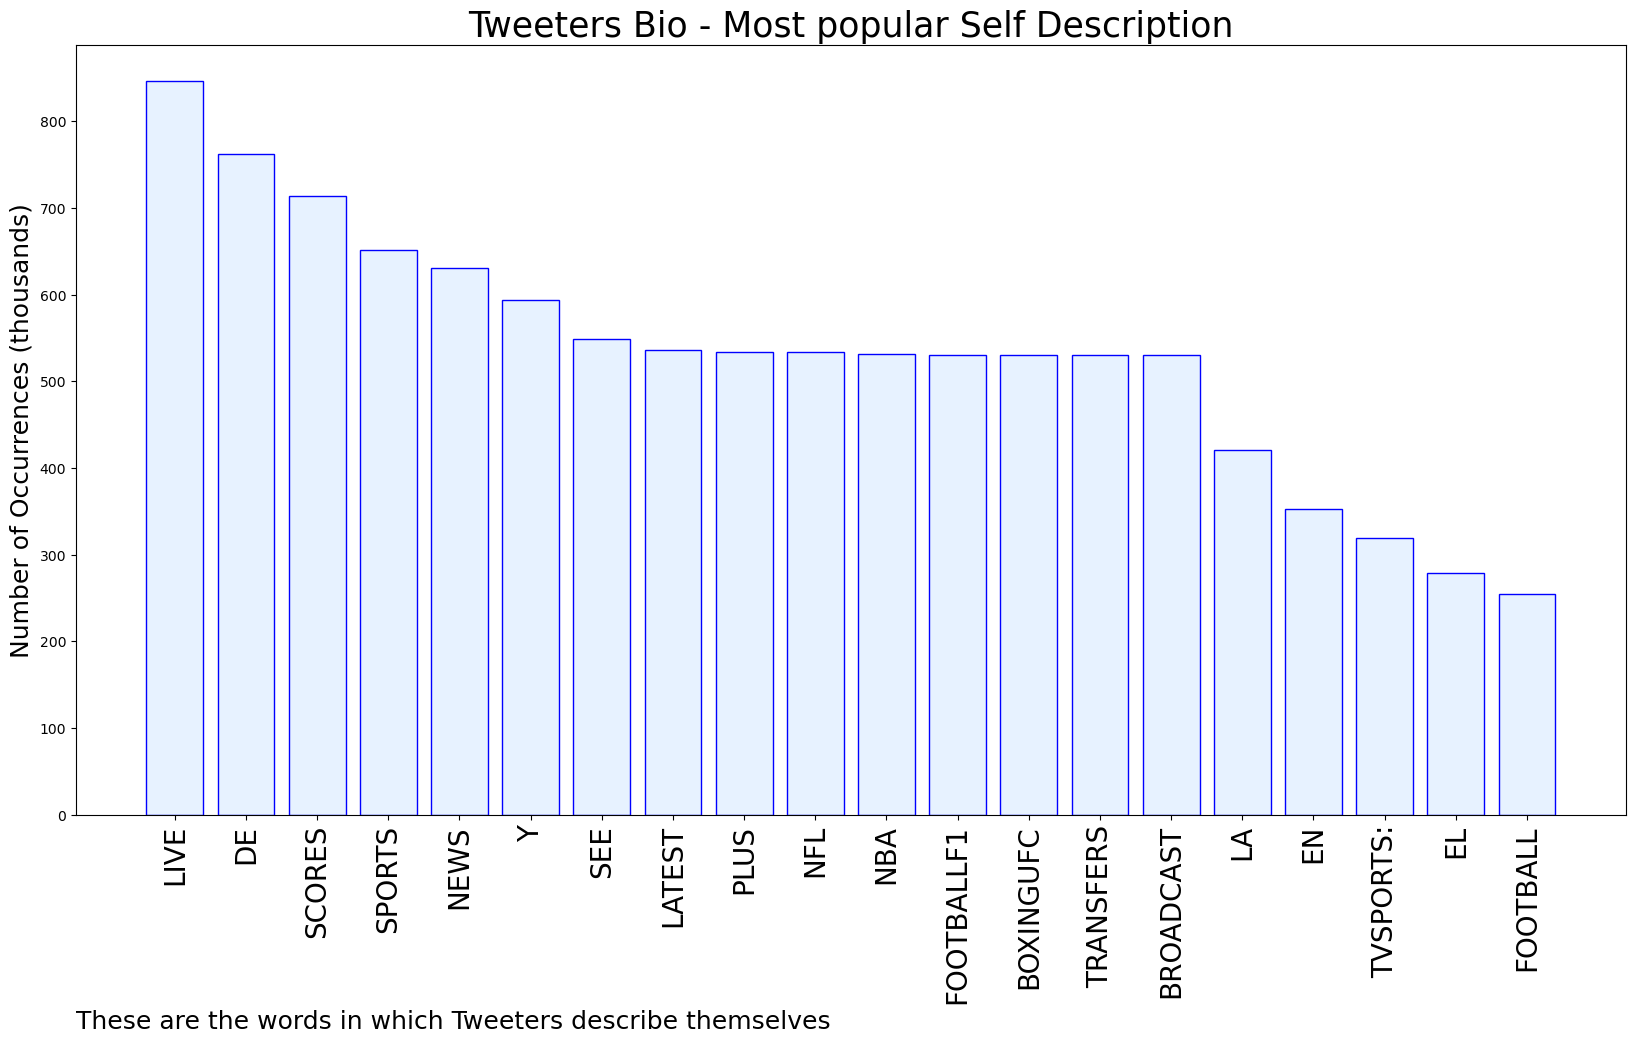 Tweeters Bio - Most popular Self Description
Number of Occurrences (thousands)
800
700
600
500
400
300
200
100
0
LIVE
DE
SCORES
SPORTS
NEWS
Y
SEE
LATEST
PLUS
NFL
NBA
FOOTBALLF1
BOXINGUFC
TRANSFERS
BROADCAST
LA
EN
TVSPORTS:
EL
FOOTBALL
These are the words in which Tweeters describe themselves